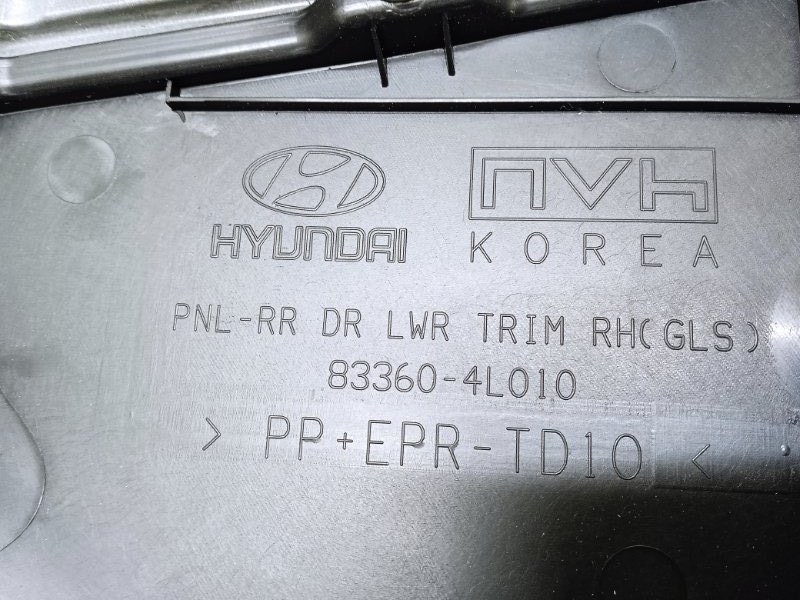 HYUNDAI
nvh
KOREA
PNL-RR DR LWR TRIM RH(GLS)
83360-4L010
> PP+EPR-TD10 <